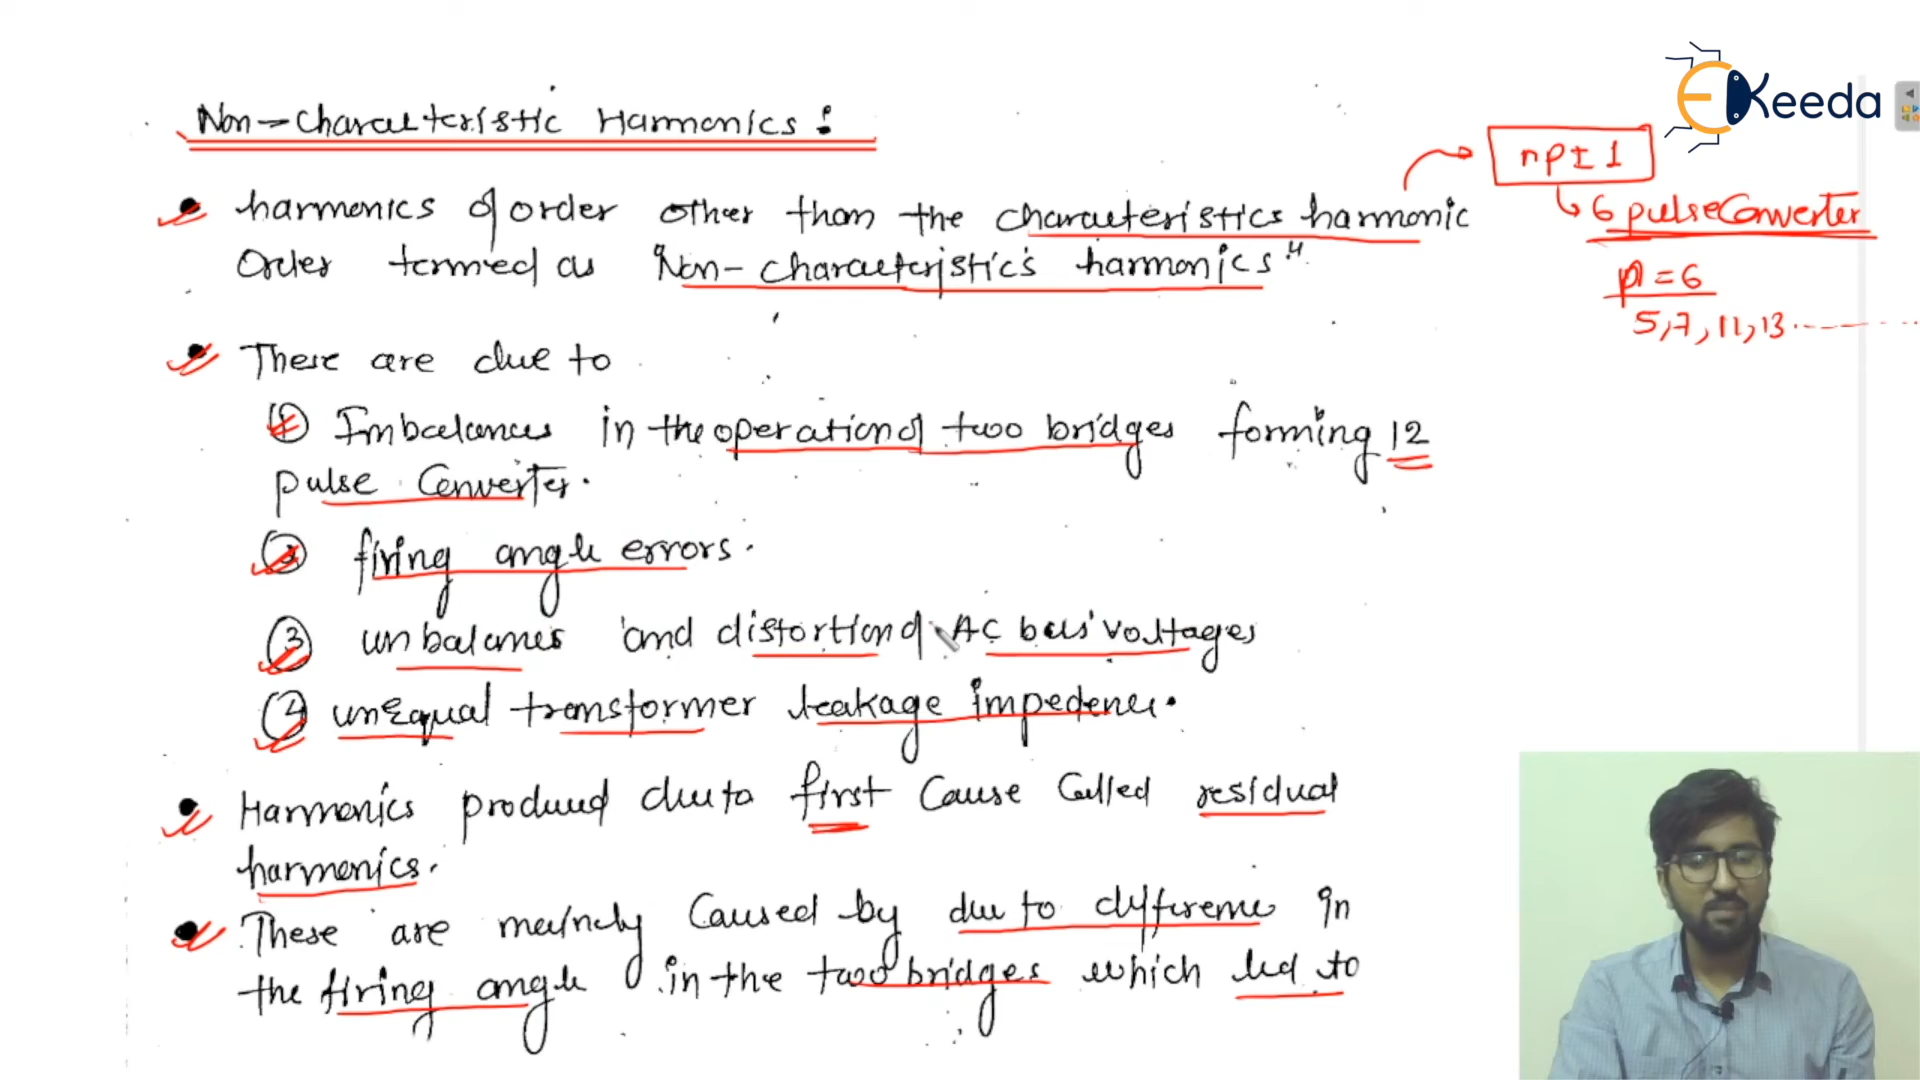 EKeeda
Non-Characteristic Harmonics :
np ± 1
harmonics of order other than the characteristics harmonic
6 pulse Converter
Order termed as "Non-characteristics harmonics".
p = 6
5, 7, 11, 13 ------
These are due to
① Imbalances in the operation of two bridges forming 12
pulse Converter.
② firing angle errors.
③ unbalances and distortion of AC bus voltages
④ unequal transformer leakage impedence.
Harmonics produced due to first Cause Called residual
harmonics.
These are mainely Caused by due to difference in
the firing angle in the two bridges which led to